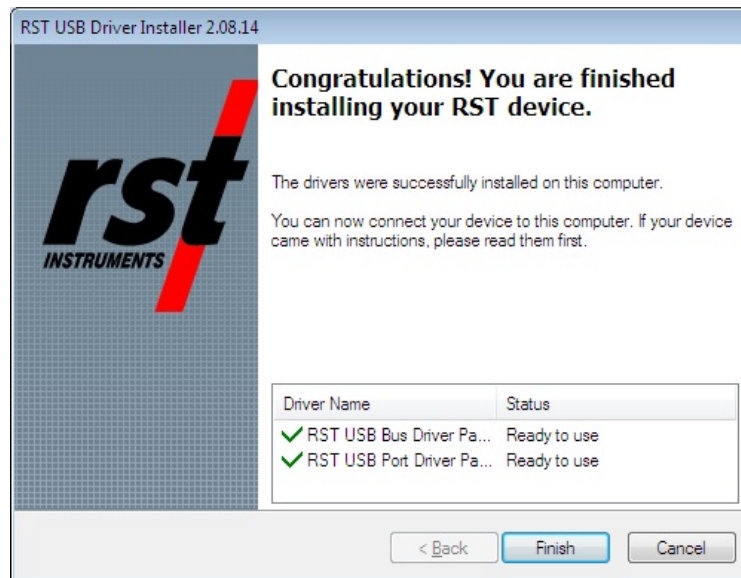 RST USB Driver Installer 2.08.14
Congratulations! You are finished
installing your RST device.
rst
INSTRUMENTS
The drivers were successfully installed on this computer.
You can now connect your device to this computer. If your device
came with instructions, please read them first.
Driver Name Status
RST USB Bus Driver Pa... Ready to use
RST USB Port Driver Pa... Ready to use
< Back Finish Cancel